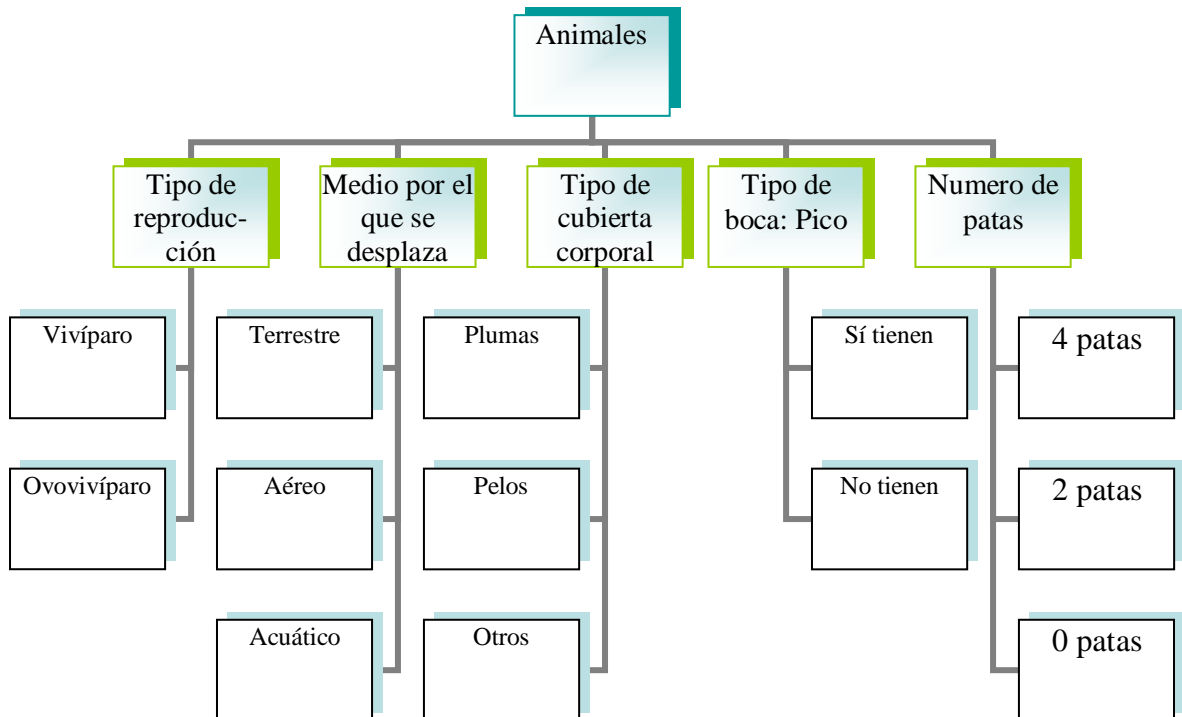 Animales
Tipo de
reproduc-
ción
Medio por el
que se
desplaza
Tipo de
cubierta
corporal
Tipo de
boca: Pico
Numero de
patas
Vivíparo
Terrestre
Plumas
Sí tienen
4 patas
Ovovivíparo
Aéreo
Pelos
No tienen
2 patas
Acuático
Otros
0 patas